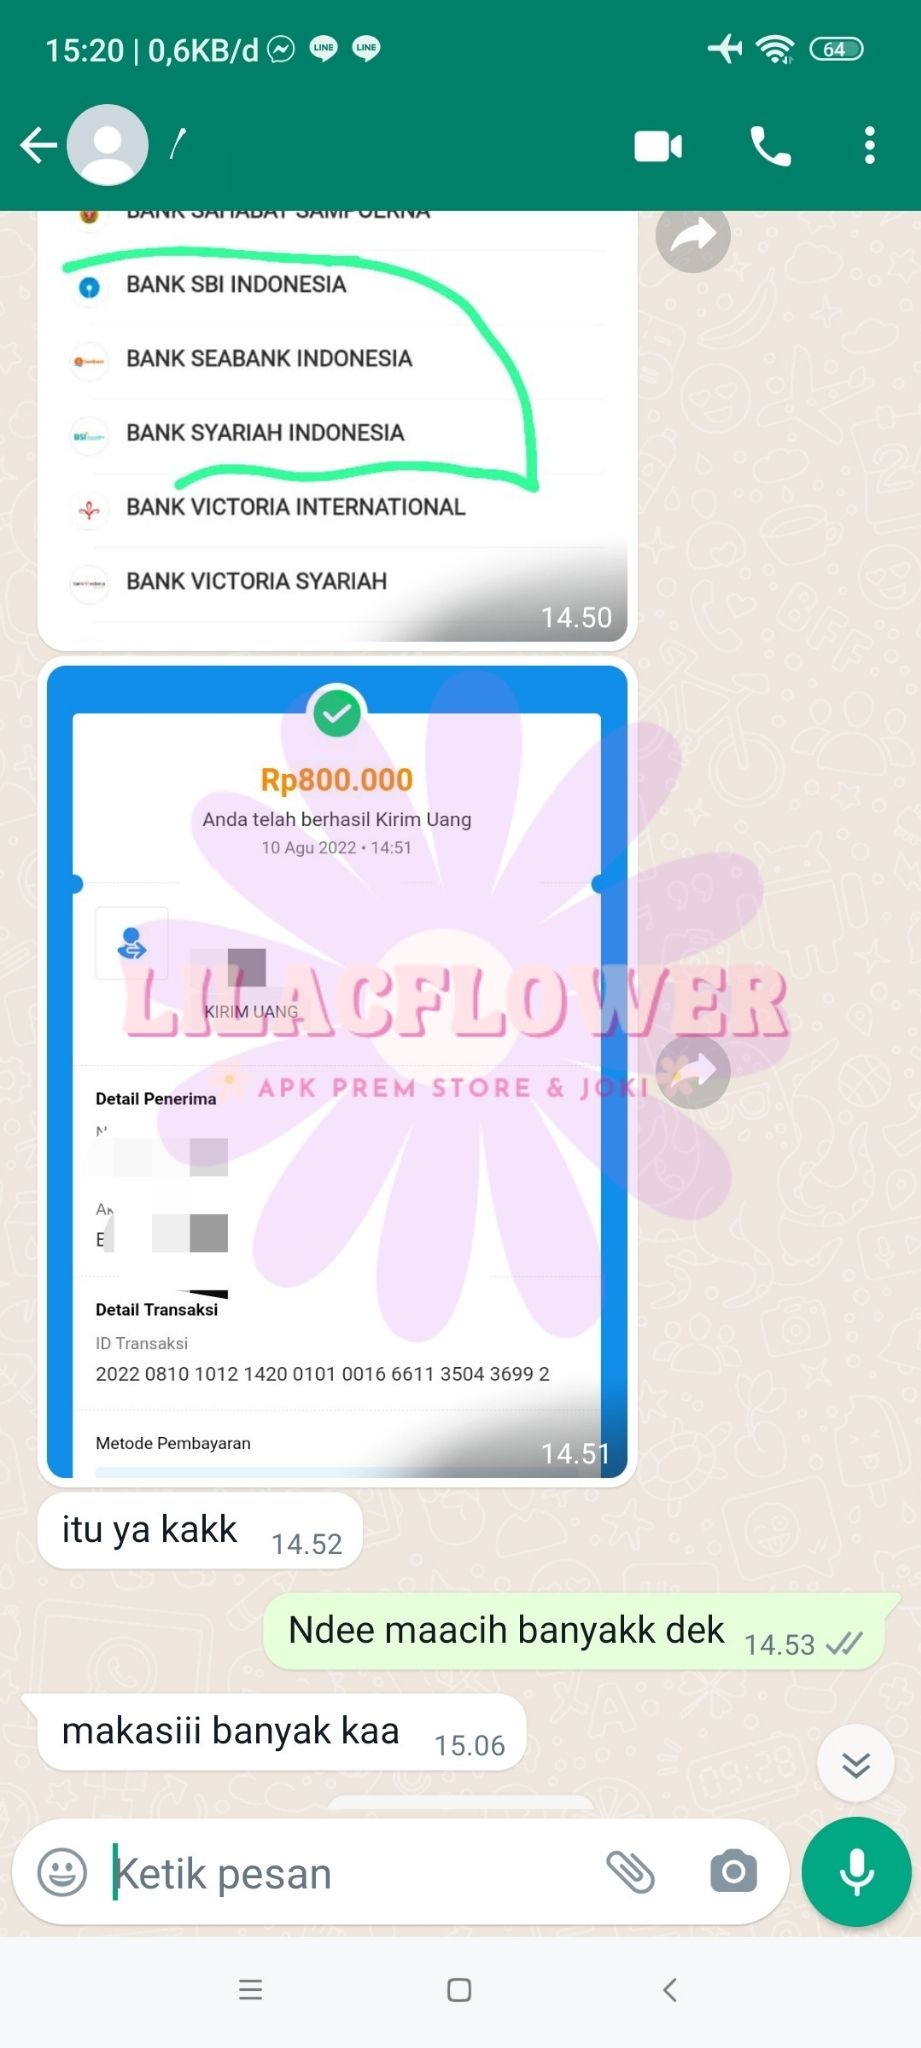 15:20 | 0,6KB/d
64
BANK SAHABAT SAMPOERNA
BANK SBI INDONESIA
BANK SEABANK INDONESIA
BANK SYARIAH INDONESIA
BANK VICTORIA INTERNATIONAL
BANK VICTORIA SYARIAH
14.50
Rp800.000
Anda telah berhasil Kirim Uang
10 Agu 2022 • 14:51
LILACFLOWER
KIRIM UANG
APK PREM STORE & JOKI
Detail Penerima
Detail Transaksi
ID Transaksi
2022 0810 1012 1420 0101 0016 6611 3504 3699 2
Metode Pembayaran
14.51
itu ya kakk 14.52
Ndee maacih banyakk dek 14.53
makasiii banyak kaa 15.06
Ketik pesan